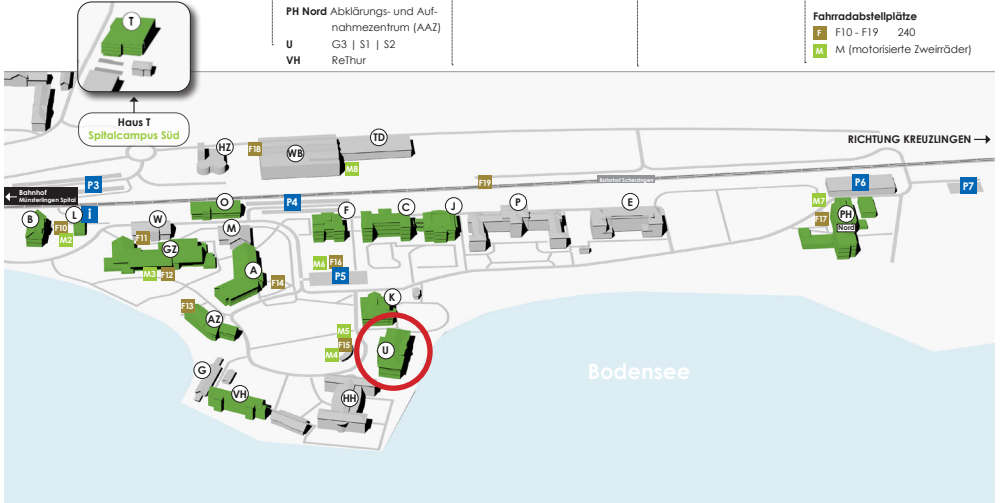 PH Nord Abklärungs- und Auf-
nahmezentrum (AAZ)
U G3 | S1 | S2
VH ReThur
Fahrradabstellplätze
F F10 - F19 240
M M (motorisierte Zweiräder)
T
Haus T
Spitalcampus Süd
RICHTUNG KREUZLINGEN
HZ
F18
WB
TD
M8
P3
F19
Bahnhof Scherzingen
P6
P7
Bahnhof
Münsterlingen Spital
B
F10
M2
L
i
W
F11
O
P4
M
F
C
J
P
E
M7
F17
PH
Nord
GZ
M3
F12
A
F14
M6
F16
P5
F13
AZ
K
M5
F15
M4
U
G
VH
HH
Bodensee